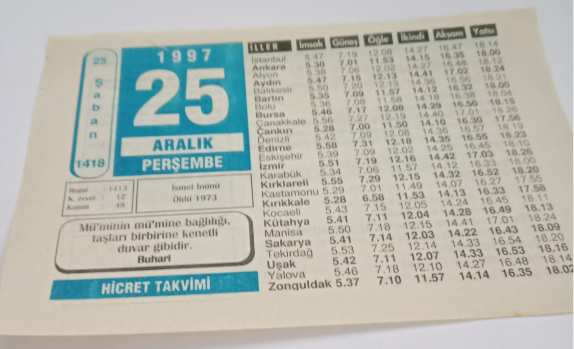 1997
25
ARALIK
PERŞEMBE
25
Ş
a
b
a
n
1418
Rumi : 1413
K. evvel : 12
Kasım : 48
İsmet İnönü
Öldü 1973
Mü'minin mü'mine bağlılığı,
taşları birbirine kenetli
duvar gibidir.
Buhari
HİCRET TAKVİMİ
İLLER İmsak Güneş Öğle İkindi Akşam Yatsı
İstanbul 5.47 7.19 12.08 14.27 16.47 18.14
Ankara 5.30 7.01 11.53 14.15 16.35 18.00
Afyon 5.38 7.06 12.02 14.27 16.48 18.12
Aydın 5.47 7.15 12.13 14.41 17.02 18.24
Balıkesir 5.50 7.20 12.13 14.36 16.56 18.21
Bartın 5.35 7.09 11.57 14.12 16.32 18.00
Bolu 5.36 7.08 11.58 14.18 16.38 18.04
Bursa 5.46 7.17 12.08 14.29 16.50 18.15
Çanakkale 5.56 7.27 12.19 14.40 17.01 18.26
Çankırı 5.28 7.00 11.50 14.10 16.30 17.56
Denizli 5.42 7.09 12.08 14.36 16.57 18.19
Edirne 5.58 7.31 12.18 14.35 16.55 18.23
Eskişehir 5.39 7.09 12.02 14.25 16.45 18.10
İzmir 5.51 7.19 12.16 14.42 17.03 18.26
Karabük 5.34 7.06 11.57 14.12 16.33 18.00
Kırklareli 5.55 7.29 12.15 14.32 16.52 18.20
Kastamonu 5.29 7.01 11.49 14.07 16.27 17.55
Kırıkkale 5.28 6.58 11.53 14.13 16.33 17.58
Kocaeli 5.43 7.15 12.05 14.24 16.45 18.11
Kütahya 5.41 7.11 12.04 14.28 16.49 18.13
Manisa 5.50 7.18 12.15 14.41 17.01 18.24
Sakarya 5.41 7.14 12.03 14.22 16.43 18.09
Tekirdağ 5.53 7.25 12.14 14.33 16.54 18.20
Uşak 5.42 7.11 12.07 14.33 16.53 18.16
Yalova 5.46 7.18 12.10 14.27 16.48 18.14
Zonguldak 5.37 7.10 11.57 14.14 16.35 18.02